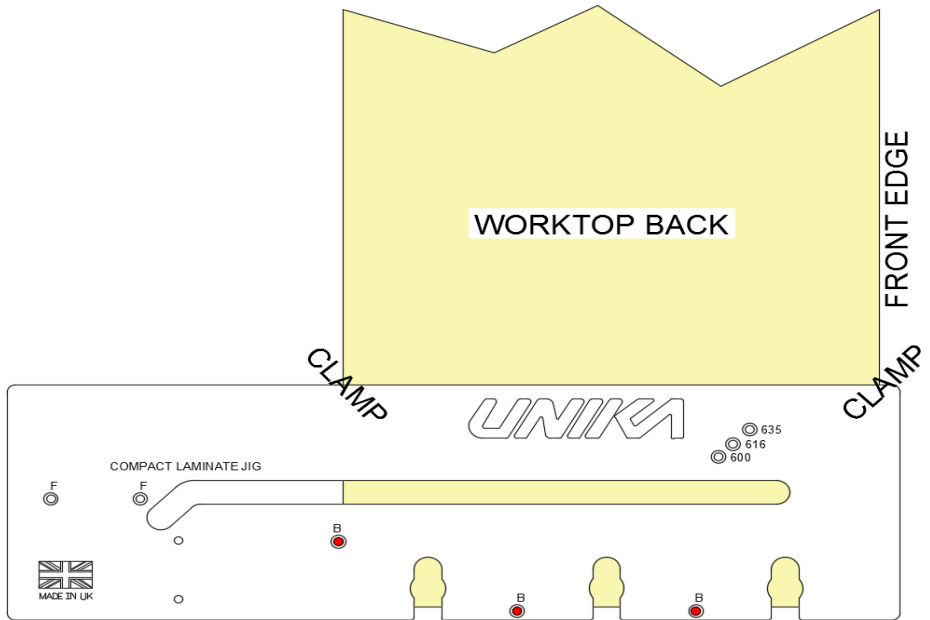 WORKTOP BACK
FRONT EDGE
CLAMP
CLAMP
UNIKA
635
616
600
COMPACT LAMINATE JIG
F
F
B
MADE IN UK
B
B